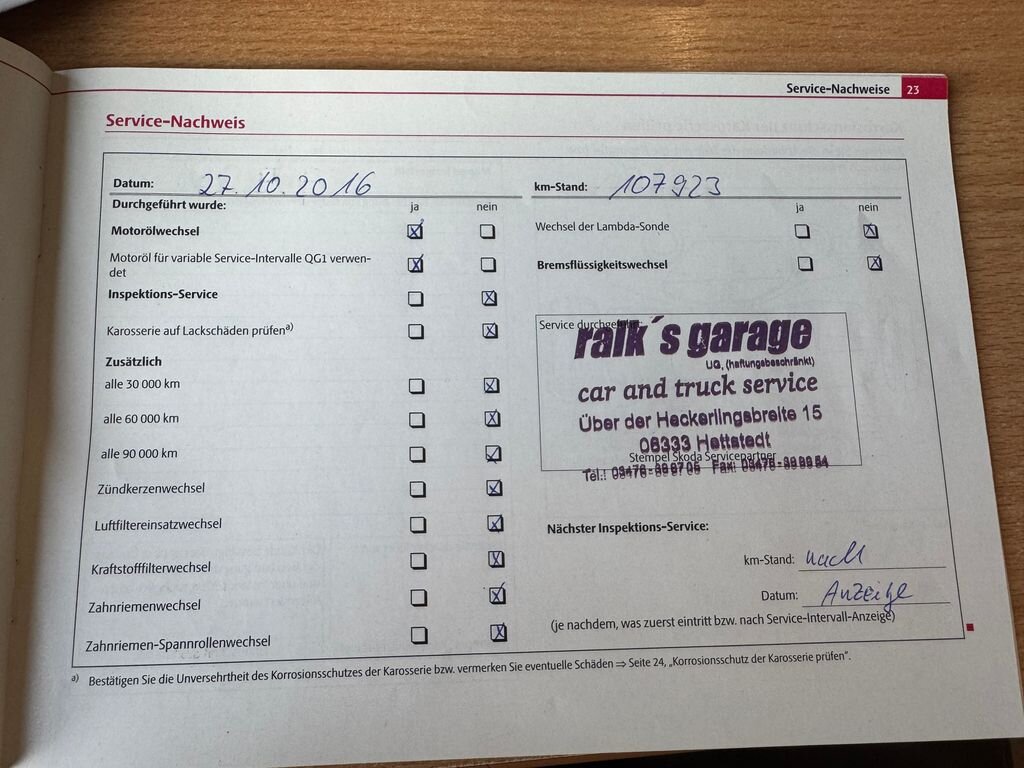 Service-Nachweise 23
Service-Nachweis
Datum: 27.10.2016
km-Stand: 107923
Durchgeführt wurde: ja nein
ja nein
Motorölwechsel
Wechsel der Lambda-Sonde
Motoröl für variable Service-Intervalle QG1 verwen-
det
Bremsflüssigkeitswechsel
Inspektions-Service
Karosserie auf Lackschäden prüfen a)
Zusätzlich
alle 30 000 km
alle 60 000 km
alle 90 000 km
Zündkerzenwechsel
Luftfiltereinsatzwechsel
Kraftstofffilterwechsel
Zahnriemenwechsel
Zahnriemen-Spannrollenwechsel
Service
raik´s garage
UG, (haftungsbeschränkt)
car and truck service
Über der Heckerlingsbreite 15
06333 Hettstedt
Stempel Skoda Servicepartner
Tel.: Fax:
Nächster Inspektions-Service:
km-Stand: nach
Datum: Anzeige
(je nachdem, was zuerst eintritt bzw. nach Service-Intervall-Anzeige)
a) Bestätigen Sie die Unversehrtheit des Korrosionsschutzes der Karosserie bzw. vermerken Sie eventuelle Schäden ⇒ Seite 24, „Korrosionsschutz der Karosserie prüfen".